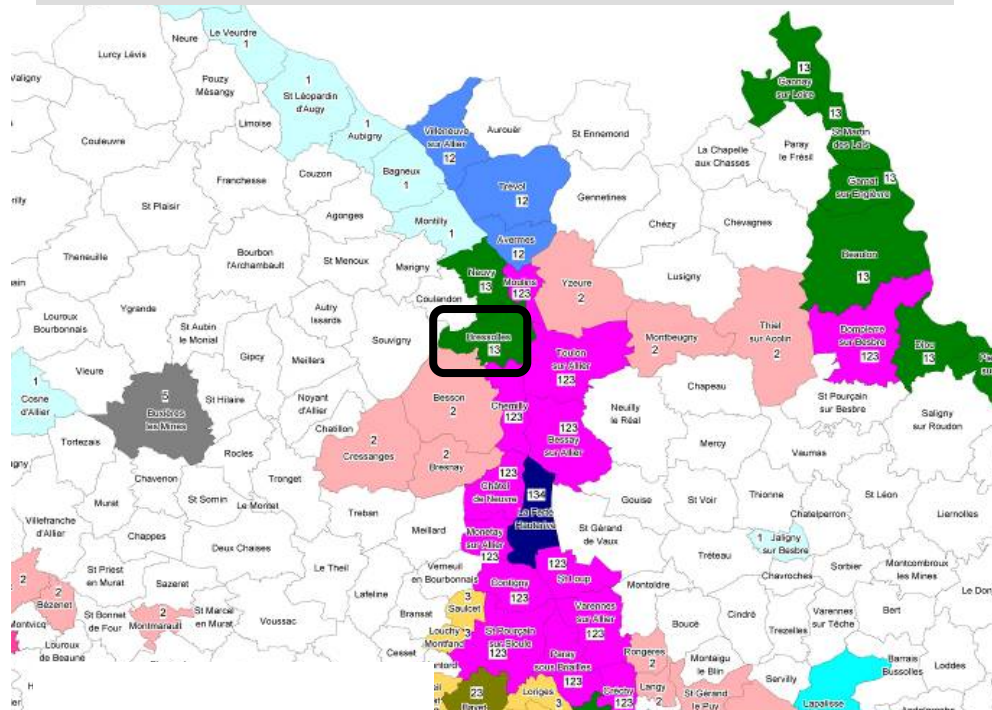 Neure
Le Veurdre
1
Lurcy Lévis
Pouzy
Mésangy
1
St Léopardin
d'Augy
Limoise
Couleuvre
1
Aubigny
Villeneuve
sur Allier
12
Aurouër
St Ennemond
13
Gannay
sur Loire
13
St Martin
des Lais
La Chapelle
aux Chasses
Paray
le Frésil
Franchesse
Couzon
Bagneux
1
Trévol
12
Gennetines
Garnat
sur Engièvre
13
St Plaisir
Agonges
Montilly
1
Avermes
12
Chézy
Chevagnes
Beaulon
13
Theneuille
Bourbon
l'Archambault
St Menoux
Marigny
Neuvy
13
Moulins
123
Yzeure
2
Lusigny
Coulandon
Ygrande
Autry
Issards
Louroux
Bourbonnais
St Aubin
le Monial
Souvigny
Bressolles
13
Montbeugny
2
Thiel
sur Acolin
2
Dompierre
sur Besbre
123
Diou
13
Gipcy
Meillers
Toulon
sur Allier
123
Vieure
1
Cosne
d'Allier
5
Buxières
les Mines
St Hilaire
Noyant
d'Allier
Besson
2
Chemilly
123
Neuilly
le Réal
Chapeau
St Pourçain
sur Besbre
Saligny
sur Roudon
Chatillon
2
Cressanges
2
Bresnay
123
Bessay
sur Allier
Mercy
Vaumas
Tortezais
Rocles
Chavenon
Tronget
123
Châtel
de Neuvre
134
La Ferté
Hauterive
Gouise
St Voir
Thionne
St Léon
Murat
St Sornin
Le Montet
Treban
Chatelperron
Liernolles
Villefranche
d'Allier
Chappes
Deux Chaises
Meillard
Monétay
sur Allier
123
St Gérand
de Vaux
Tréteau
1
Jaligny
sur Besbre
Sorbier
Montcombroux
les Mines
Le Theil
Verneuil
en Bourbonnais
123
St Loup
Contigny
123
Montoldre
Chavroches
2
St Priest
en Murat
Sazeret
Lafeline
2
Bézenet
St Bonnet
de Four
Montmarault
2
St Marcel
en Murat
Voussac
Bransat
3
Saulcet
Varennes
sur Allier
123
Boucé
Cindré
Varennes
sur Tèche
Bert
Louroux
de Beaune
Cesset
Louchy
Montfand
3
St Pourçain
sur Sioule
123
Trezelles
Paray
sous Briailles
123
Rongères
2
Montaigu
le Blin
Servilly
Barrais
Bussolles
Loddes
23
Bayet
Loriges
3
Créchy
123
Langy
2
St Gérand
le Puy
Lapalisse